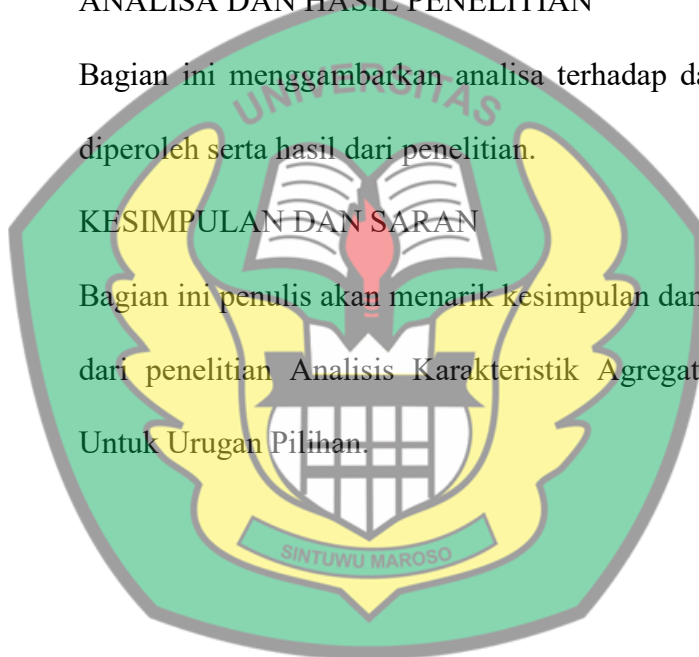 ANALISA DAN HASIL PENELITIAN
Bagian ini menggambarkan analisa terhadap
diperoleh serta hasil dari penelitian.
KESIMPULAN DAN SARAN
Bagian ini penulis akan menarik kesimpulan dan
dari penelitian Analisis Karakteristik Agregat
Untuk Urugan Pilihan.
UNIVERSITAS
SINTUWU MAROSO